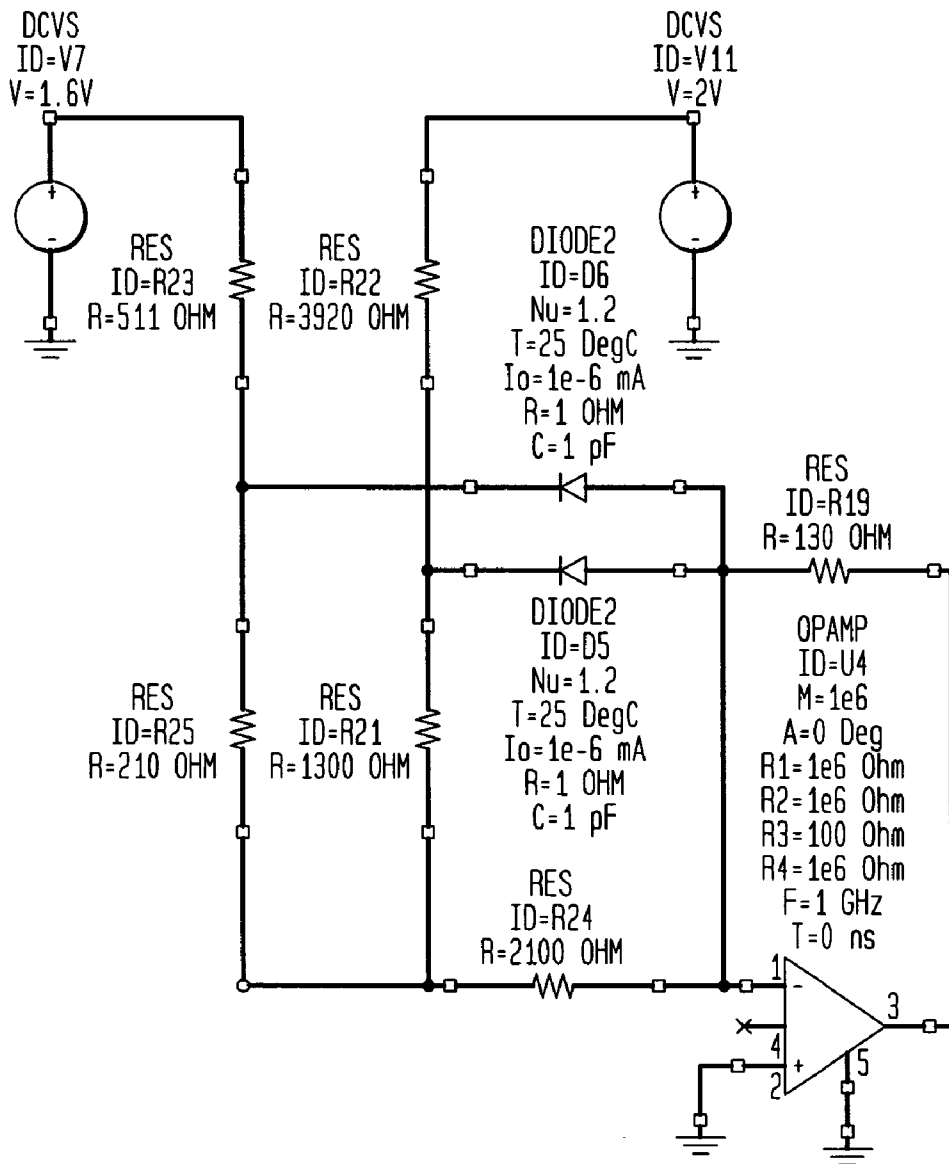 DCVS
ID=V7
V=1.6V
DCVS
ID=V11
V=2V
+
-
+
-
RES
ID=R23
R=511 OHM
RES
ID=R22
R=3920 OHM
DIODE2
ID=D6
Nu=1.2
T=25 DegC
Io=1e-6 mA
R=1 OHM
C=1 pF
RES
ID=R19
R=130 OHM
DIODE2
ID=D5
Nu=1.2
T=25 DegC
Io=1e-6 mA
R=1 OHM
C=1 pF
OPAMP
ID=U4
M=1e6
A=0 Deg
R1=1e6 Ohm
R2=1e6 Ohm
R3=100 Ohm
R4=1e6 Ohm
F=1 GHz
T=0 ns
RES
ID=R25
R=210 OHM
RES
ID=R21
R=1300 OHM
RES
ID=R24
R=2100 OHM
1
-
3
4
+
2
5